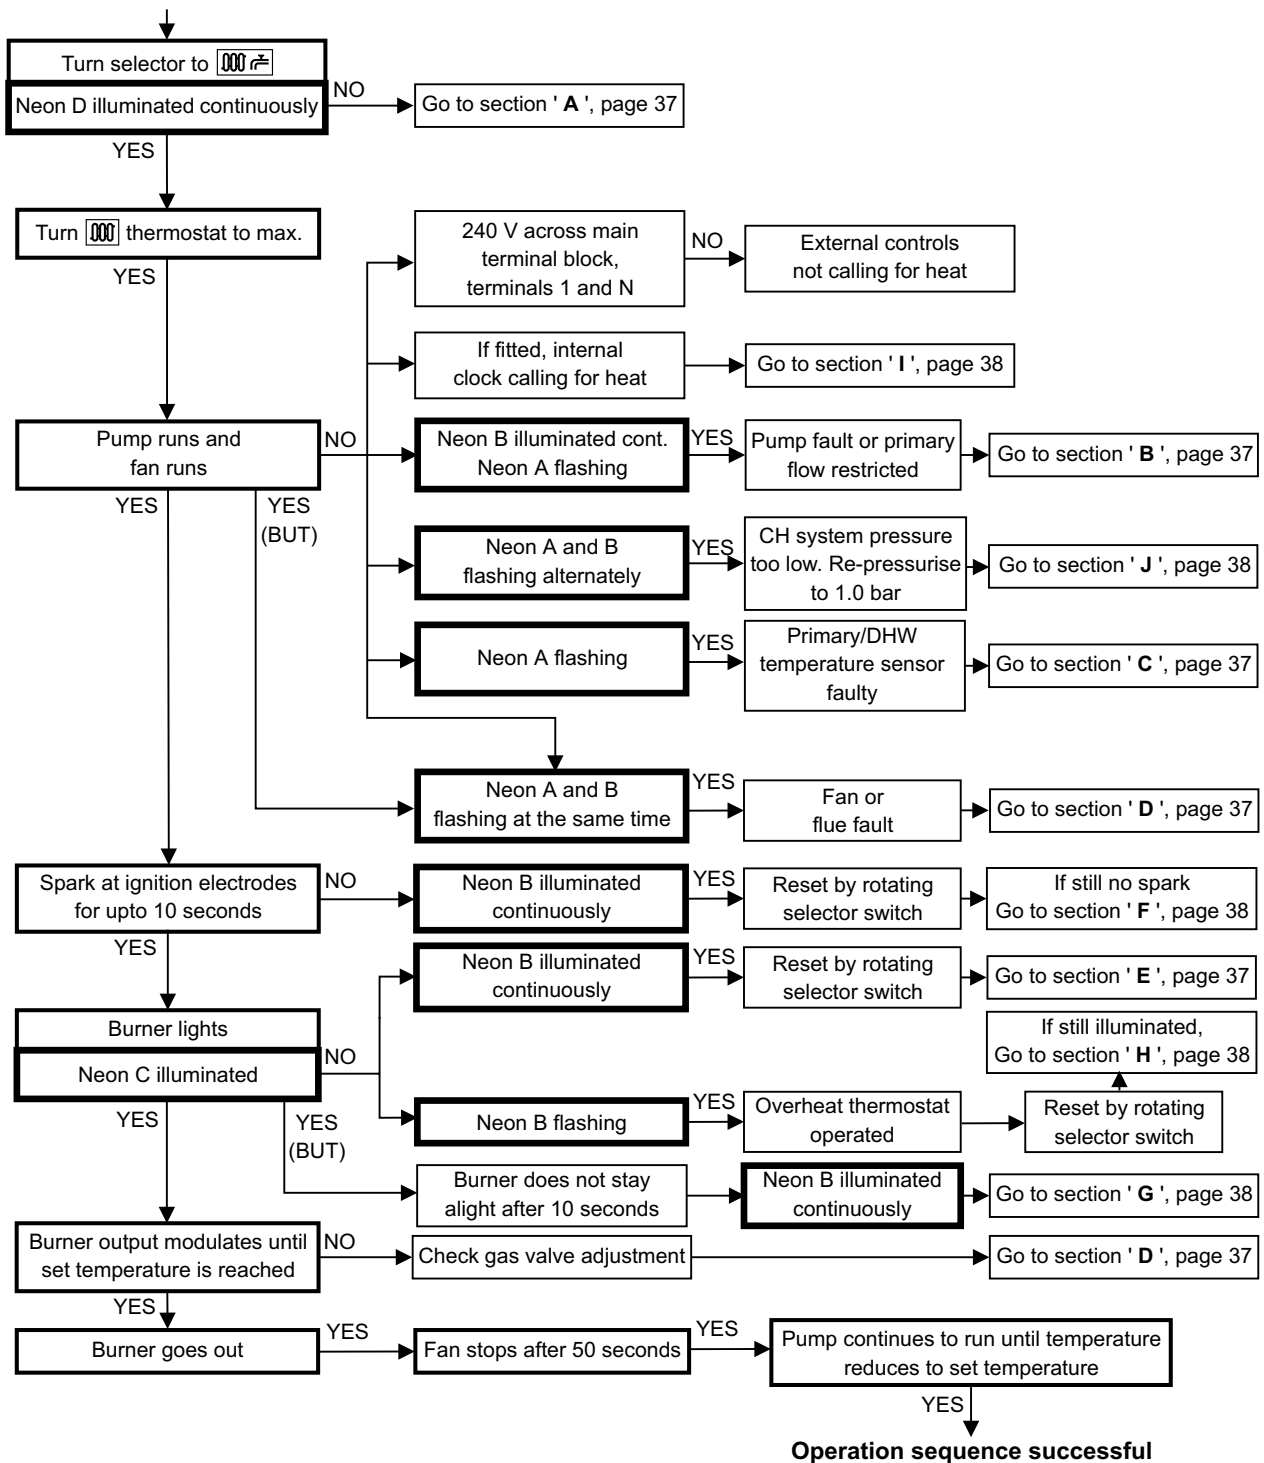 Turn selector to
Neon D illuminated continuously
NO
Go to section ' A ', page 37
YES
Turn thermostat to max.
YES
240 V across main
terminal block,
terminals 1 and N
NO
External controls
not calling for heat
If fitted, internal
clock calling for heat
Go to section ' I ', page 38
Pump runs and
fan runs
NO
Neon B illuminated cont.
Neon A flashing
YES
Pump fault or primary
flow restricted
Go to section ' B ', page 37
YES
YES
(BUT)
Neon A and B
flashing alternately
YES
CH system pressure
too low. Re-pressurise
to 1.0 bar
Go to section ' J ', page 38
Neon A flashing
YES
Primary/DHW
temperature sensor
faulty
Go to section ' C ', page 37
Neon A and B
flashing at the same time
YES
Fan or
flue fault
Go to section ' D ', page 37
Spark at ignition electrodes
for upto 10 seconds
NO
Neon B illuminated
continuously
YES
Reset by rotating
selector switch
If still no spark
Go to section ' F ', page 38
YES
Neon B illuminated
continuously
YES
Reset by rotating
selector switch
Go to section ' E ', page 37
Burner lights
Neon C illuminated
NO
If still illuminated,
Go to section ' H ', page 38
Neon B flashing
YES
Overheat thermostat
operated
Reset by rotating
selector switch
YES
YES
(BUT)
Burner does not stay
alight after 10 seconds
Neon B illuminated
continuously
Go to section ' G ', page 38
Burner output modulates until
set temperature is reached
NO
Check gas valve adjustment
Go to section ' D ', page 37
YES
Burner goes out
YES
Fan stops after 50 seconds
YES
Pump continues to run until temperature
reduces to set temperature
YES
Operation sequence successful